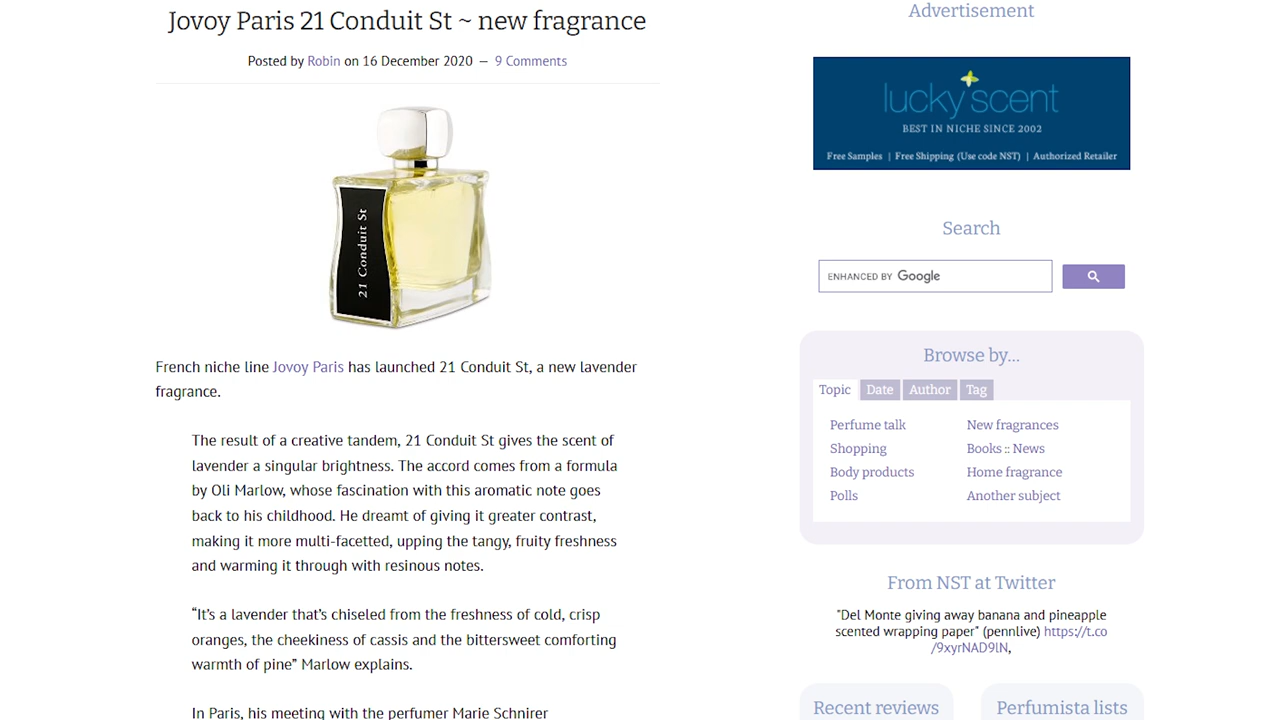 Jovoy Paris 21 Conduit St ~ new fragrance
Posted by Robin on 16 December 2020 — 9 Comments
21 Conduit St
French niche line Jovoy Paris has launched 21 Conduit St, a new lavender
fragrance.
The result of a creative tandem, 21 Conduit St gives the scent of
lavender a singular brightness. The accord comes from a formula
by Oli Marlow, whose fascination with this aromatic note goes
back to his childhood. He dreamt of giving it greater contrast,
making it more multi-facetted, upping the tangy, fruity freshness
and warming it through with resinous notes.
“It’s a lavender that’s chiseled from the freshness of cold, crisp
oranges, the cheekiness of cassis and the bittersweet comforting
warmth of pine” Marlow explains.
In Paris, his meeting with the perfumer Marie Schnirer
Advertisement
lucky scent
BEST IN NICHE SINCE 2002
Free Samples | Free Shipping (Use code NST) | Authorized Retailer
Search
ENHANCED BY Google
Browse by...
Topic Date Author Tag
Perfume talk New fragrances
Shopping Books :: News
Body products Home fragrance
Polls Another subject
From NST at Twitter
"Del Monte giving away banana and pineapple
scented wrapping paper" (pennlive) https://t.co
/9xyrNAD9lN,
Recent reviews Perfumista lists